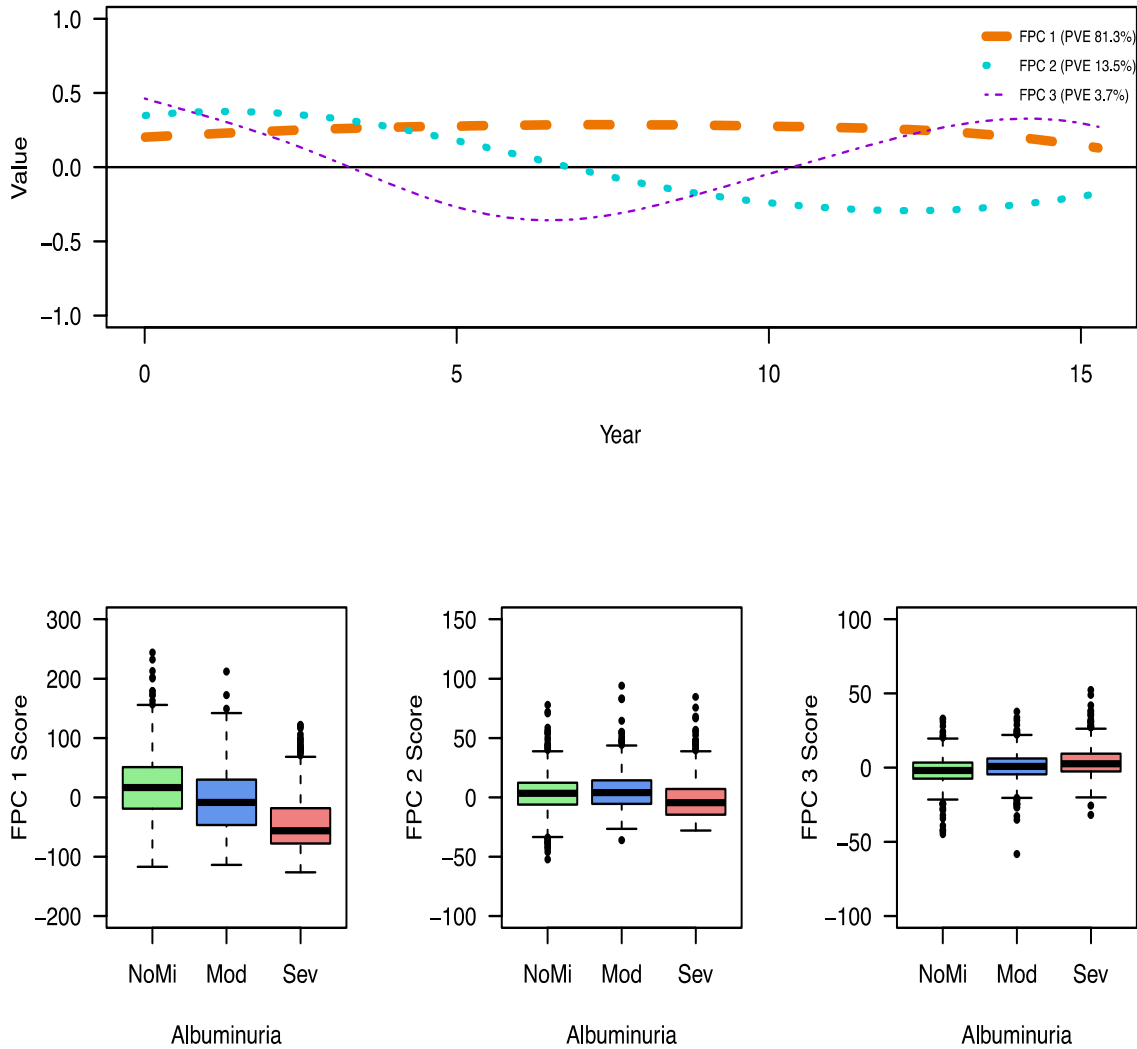 1.0
0.5
0.0
−0.5
−1.0
Value
FPC 1 (PVE 81.3%)
FPC 2 (PVE 13.5%)
FPC 3 (PVE 3.7%)
0 5 10 15
Year
300
200
100
0
−100
−200
FPC 1 Score
NoMi Mod Sev
Albuminuria
150
100
50
0
−50
−100
FPC 2 Score
NoMi Mod Sev
Albuminuria
100
50
0
−50
−100
FPC 3 Score
NoMi Mod Sev
Albuminuria